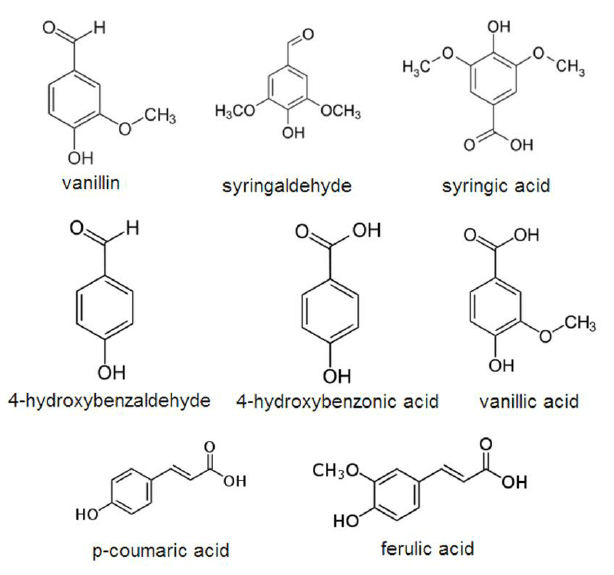 O H
O CH₃
OH
vanillin
O
H₃CO OCH₃
OH
syringaldehyde
OH
H₃C O O CH₃
O OH
syringic acid
O H
OH
4-hydroxybenzaldehyde
O OH
OH
4-hydroxybenzonic acid
O OH
O CH₃
OH
vanillic acid
O
OH
HO
p-coumaric acid
O
CH₃O OH
HO
ferulic acid